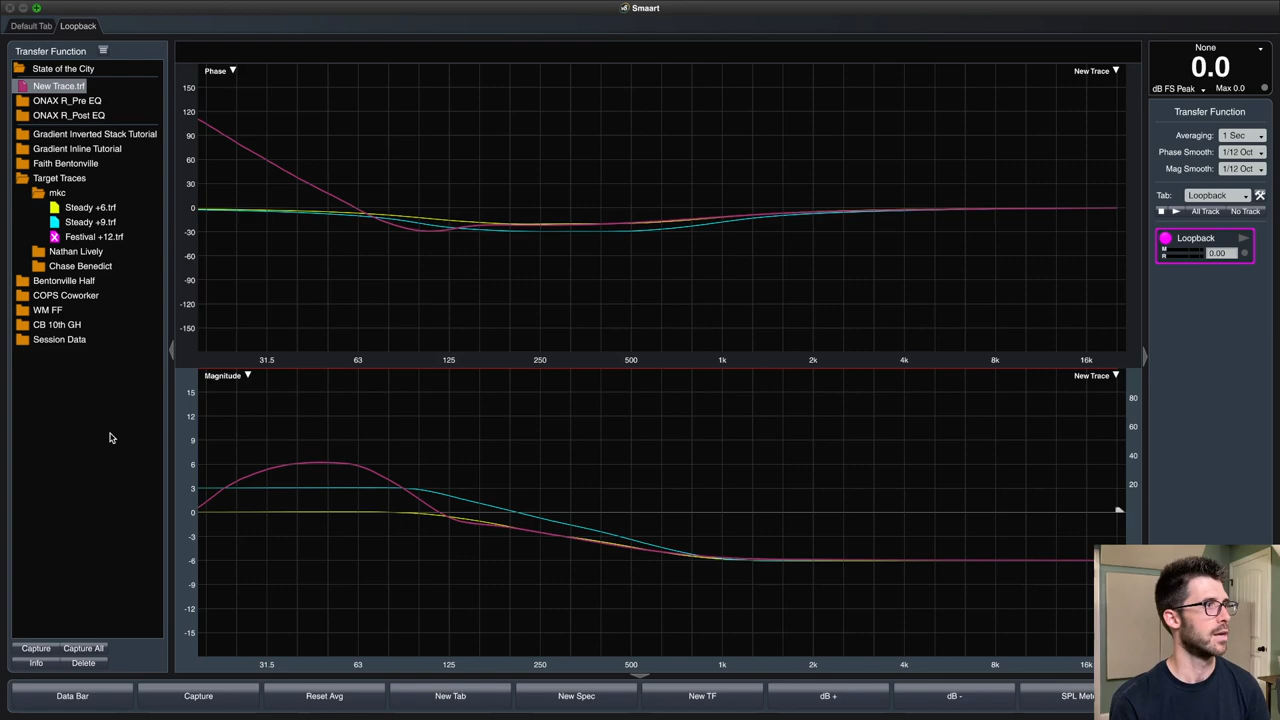 Smaart
Default Tab
Loopback
Transfer Function
State of the City
New Trace.trf
ONAX R_Pre EQ
ONAX R_Post EQ
Gradient Inverted Stack Tutorial
Gradient Inline Tutorial
Faith Bentonville
Target Traces
mkc
Steady +6.trf
Steady +9.trf
Festival +12.trf
Nathan Lively
Chase Benedict
Bentonville Half
COPS Coworker
WM FF
CB 10th GH
Session Data
Capture
Capture All
Info
Delete
Phase
New Trace
150
120
90
60
30
0
-30
-60
-90
-120
-150
31.5 63 125 250 500 1k 2k 4k 8k 16k
Magnitude
New Trace
15
12
9
6
3
0
-3
-6
-9
-12
-15
80
60
40
20
31.5 63 125 250 500 1k 2k 4k 8k 16k
None
0.0
dB FS Peak
Max 0.0
Transfer Function
Averaging: 1 Sec
Phase Smooth: 1/12 Oct
Mag Smooth: 1/12 Oct
Tab: Loopback
All Track
No Track
Loopback
M
R
0.00
Data Bar
Capture
Reset Avg
New Tab
New Spec
New TF
dB +
dB -
SPL Met